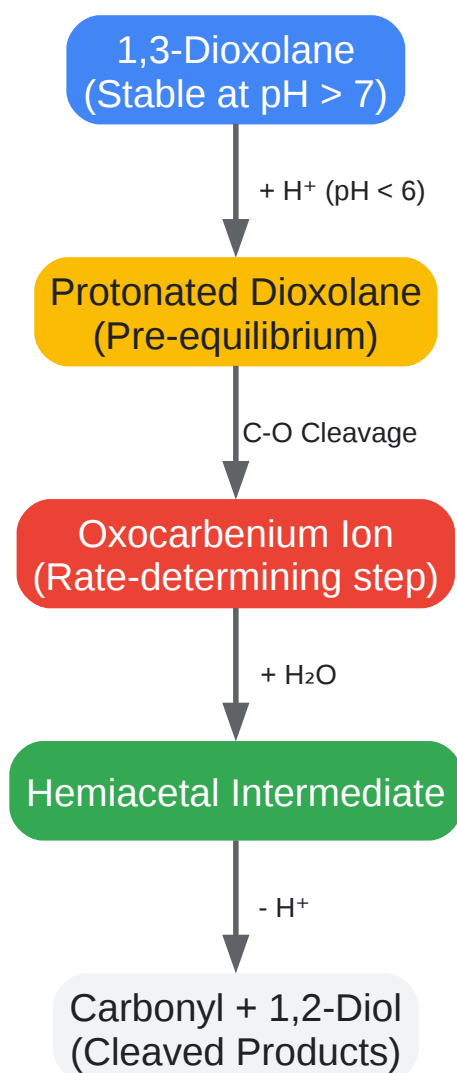 1,3-Dioxolane
(Stable at pH > 7)
+ H⁺ (pH < 6)
Protonated Dioxolane
(Pre-equilibrium)
C-O Cleavage
Oxocarbenium Ion
(Rate-determining step)
+ H₂O
Hemiacetal Intermediate
- H⁺
Carbonyl + 1,2-Diol
(Cleaved Products)